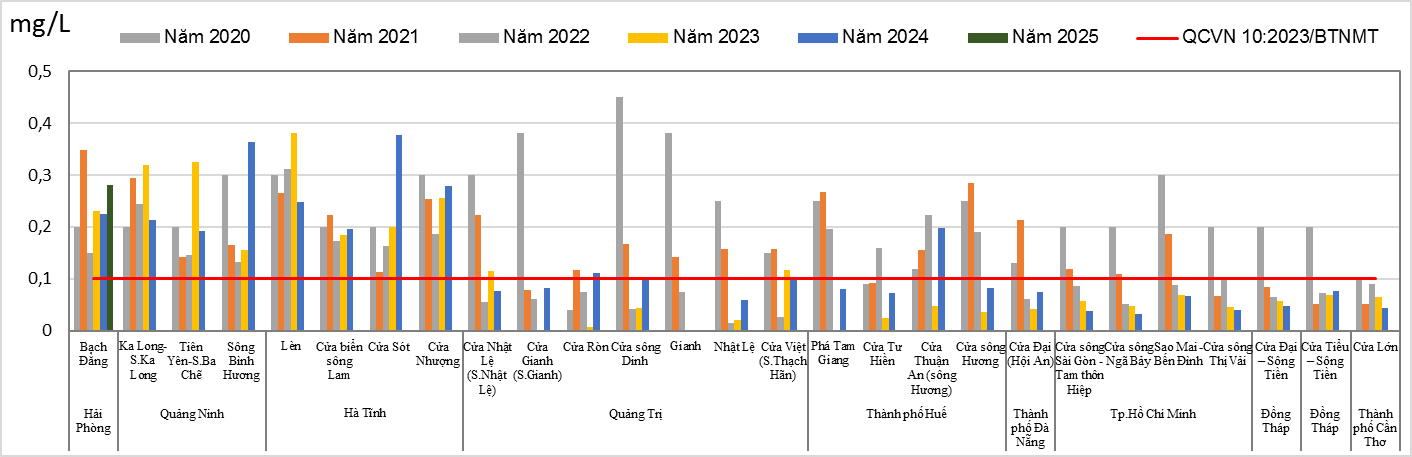 mg/L
Năm 2020 Năm 2021 Năm 2022 Năm 2023 Năm 2024 Năm 2025 QCVN 10:2023/BTNMT
0,5
0,4
0,3
0,2
0,1
0
Bạch
Đằng
Ka Long-
S.Ka
Long
Tiên
Yên-S.Ba
Chẽ
Sông
Bình
Hương
Lèn
Cửa biển
sông
Lam
Cửa Sót
Cửa
Nhượng
Cửa Nhật
Lệ
(S.Nhật
Lệ)
Cửa
Gianh
(S.Gianh)
Cửa Ròn
Cửa sông
Dinh
Gianh
Nhật Lệ
Cửa Việt
(S.Thạch
Hãn)
Phá Tam
Giang
Cửa Tư
Hiền
Cửa
Thuận
An (sông
Hương)
Cửa sông
Hương
Cửa Đại
(Hội An)
Cửa sông
Sài Gòn -
Tam thôn
Hiệp
Cửa sông
Ngã Bảy
Sao Mai -
Bến Đình
Cửa sông
Thị Vải
Cửa Đại
– Sông
Tiền
Cửa Tiểu
– Sông
Tiền
Cửa Lớn
Hải
Phòng
Quảng Ninh
Hà Tĩnh
Quảng Trị
Thành phố Huế
Thành
phố Đà
Nẵng
Tp.Hồ Chí Minh
Đồng
Tháp
Đồng
Tháp
Thành
phố Cần
Thơ